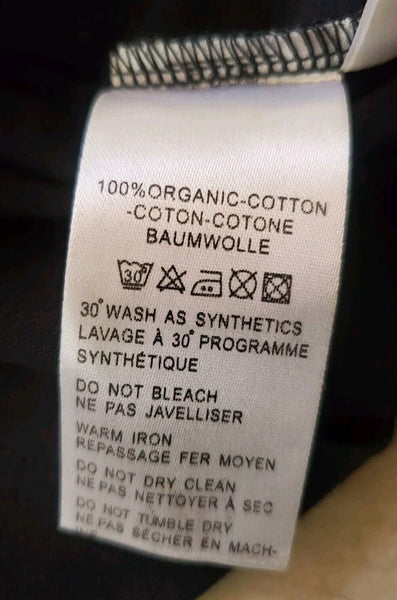 100% ORGANIC-COTTON
-COTON-COTONE
BAUMWOLLE
30°
30° WASH AS SYNTHETICS
LAVAGE À 30° PROGRAMME
SYNTHÉTIQUE
DO NOT BLEACH
NE PAS JAVELLISER
WARM IRON
REPASSAGE FER MOYEN
DO NOT DRY CLEAN
NE PAS NETTOYER À SEC
DO NOT TUMBLE DRY
NE PAS SÉCHER EN MACH-